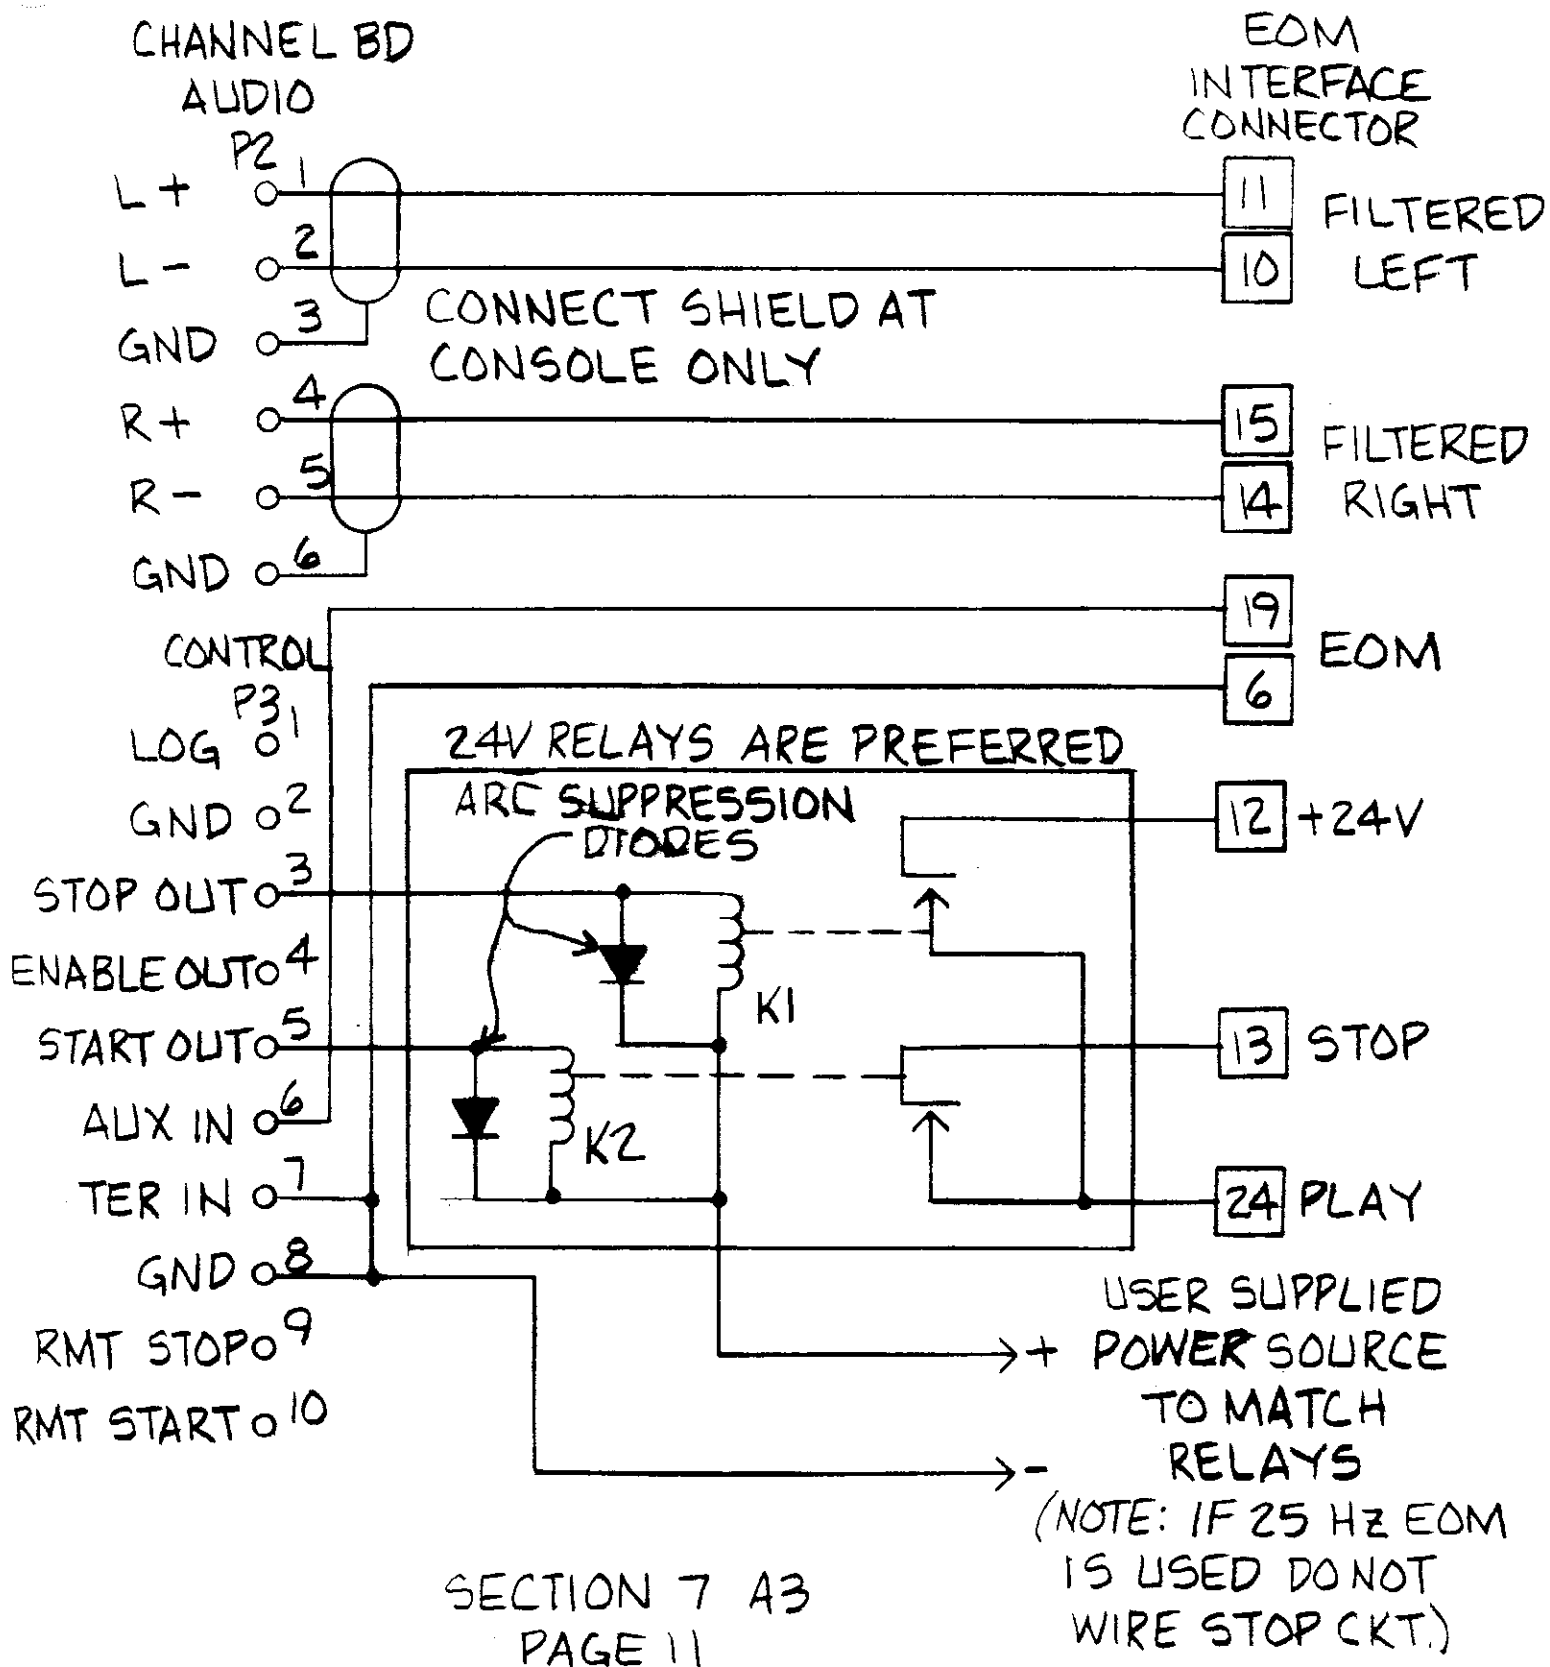 CHANNEL BD
AUDIO
P2
EOM
INTERFACE
CONNECTOR
L+ 1
11
L- 2
10
FILTERED
LEFT
GND 3
CONNECT SHIELD AT
CONSOLE ONLY
R+ 4
15
R- 5
14
FILTERED
RIGHT
GND 6
19
6
EOM
CONTROL
P3
LOG 1
GND 2
24V RELAYS ARE PREFERRED
ARC SUPPRESSION
DIODES
12 +24V
STOP OUT 3
ENABLE OUT 4
K1
START OUT 5
13 STOP
AUX IN 6
K2
TER IN 7
24 PLAY
GND 8
RMT STOP 9
RMT START 10
USER SUPPLIED
+ POWER SOURCE
TO MATCH
- RELAYS
(NOTE: IF 25 HZ EOM
IS USED DO NOT
WIRE STOP CKT.)
SECTION 7 A3
PAGE 11